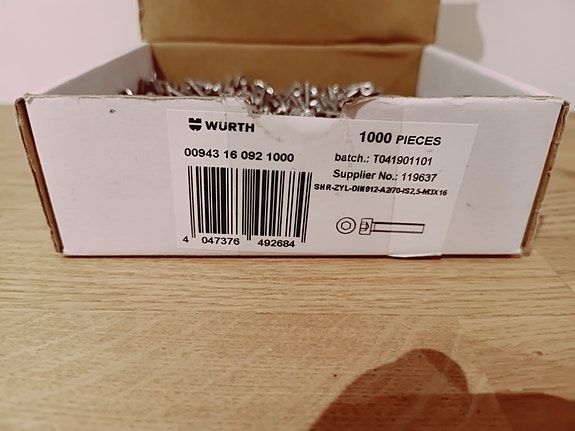 WÜRTH
1000 PIECES
00943 16 092 1000
batch.: T041901101
Supplier No.: 119637
SHR-ZYL-DIN912-A2/70-IS2,5-M3X16
4 047376 492684